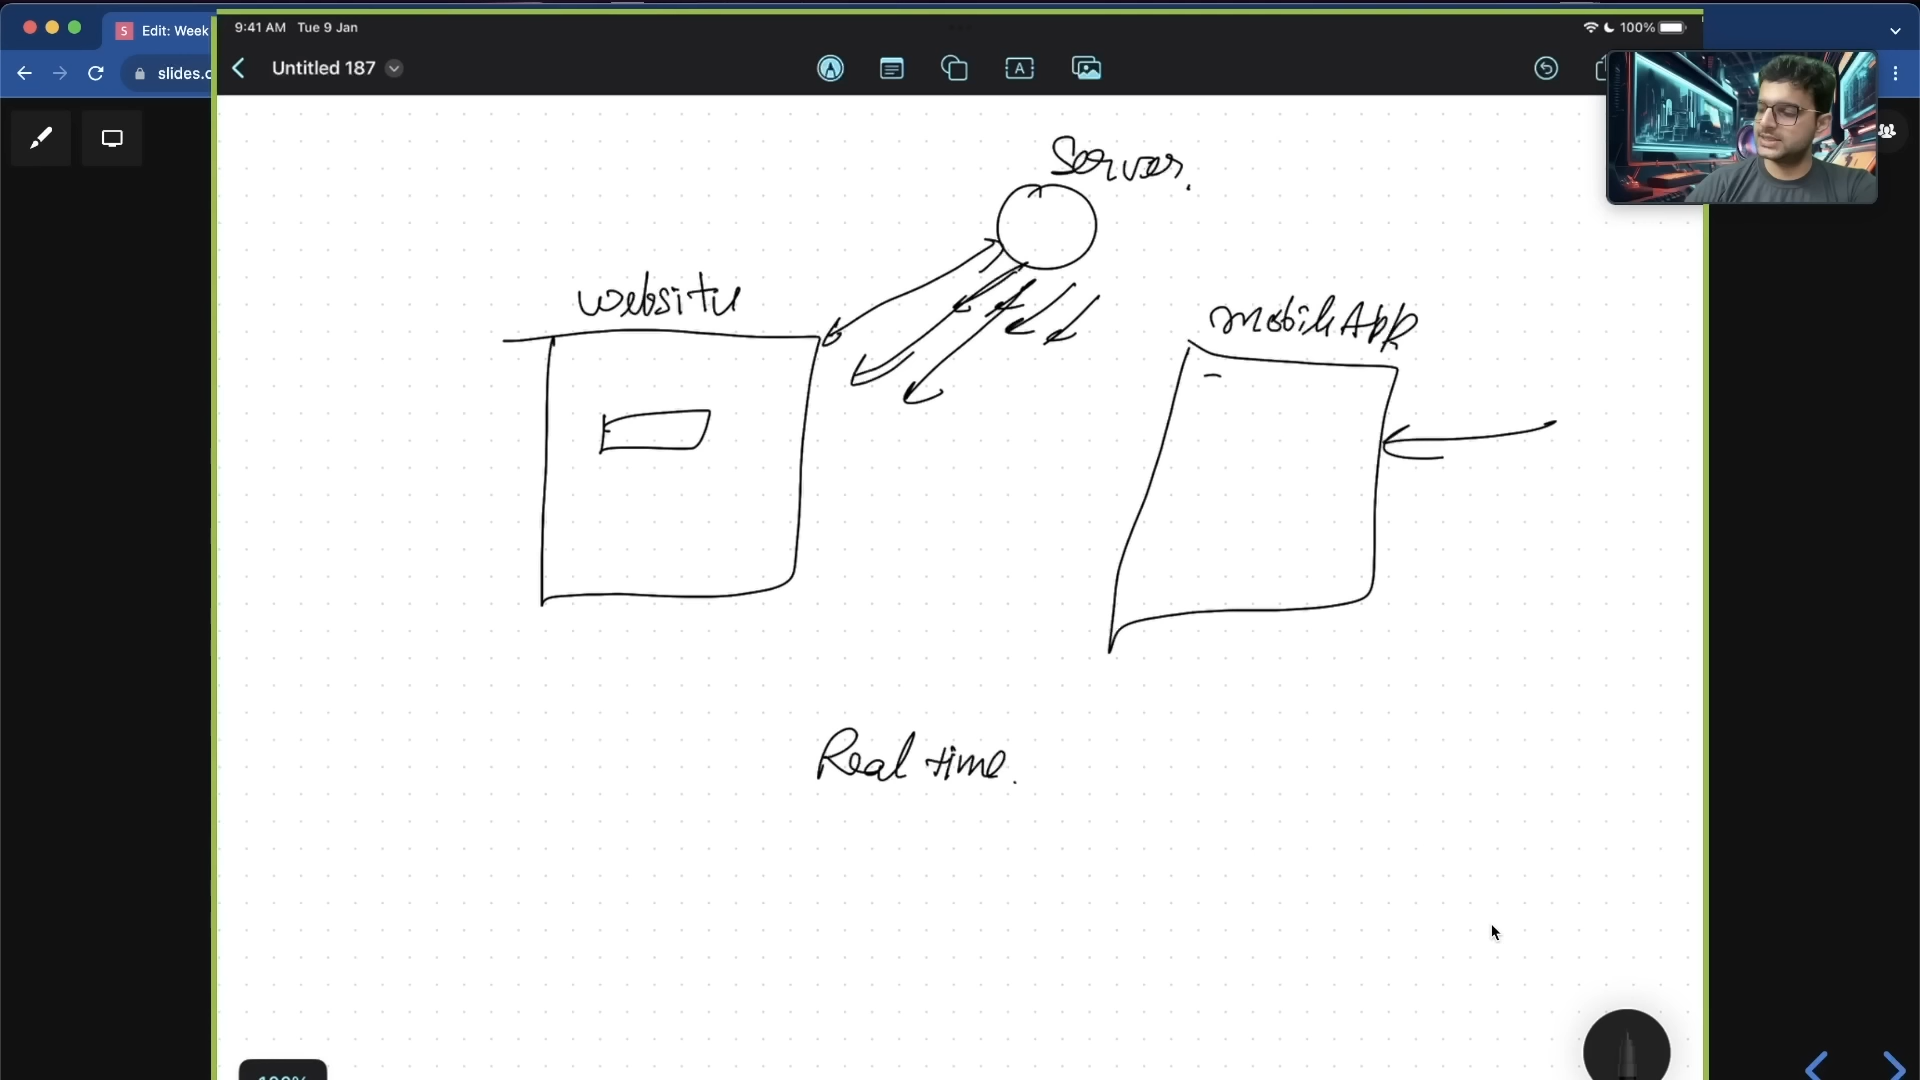 Edit: Week
9:41 AM Tue 9 Jan
100%
slides.c
Untitled 187
A
Server.
website
mobile App
Real time.